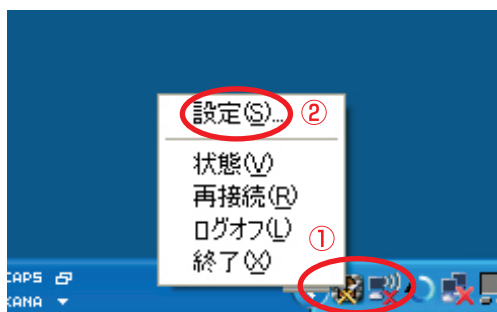 設定(S)... ②
状態(V)
再接続(R)
ログオフ(L)
終了(X)
①
CAPS
KANA